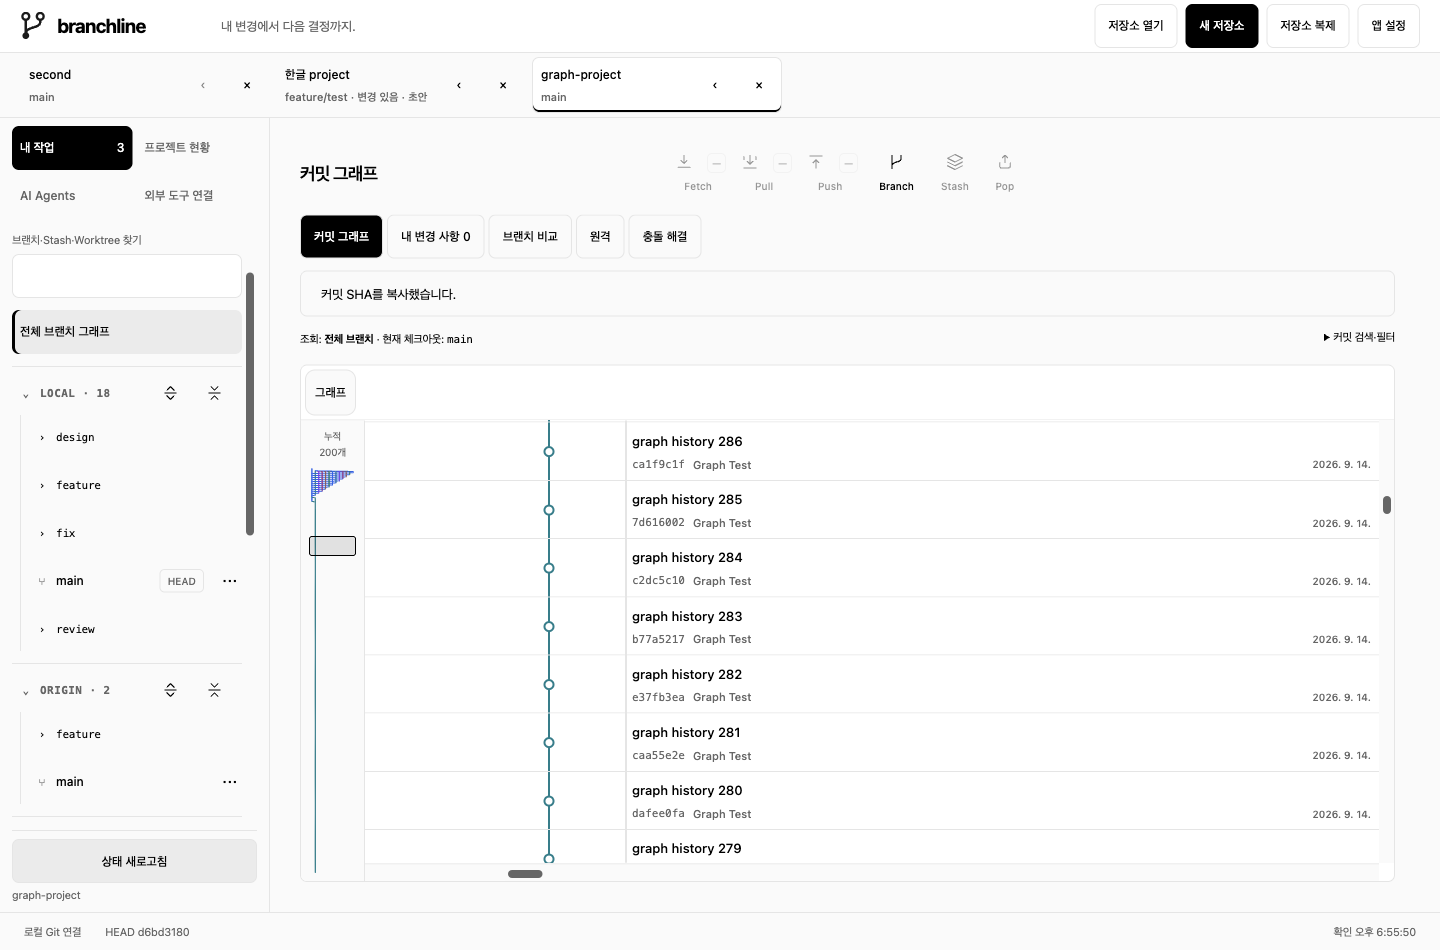 branchline
내 변경에서 다음 결정까지.
저장소 열기
새 저장소
저장소 복제
앱 설정
second
main
한글 project
feature/test · 변경 있음 · 초안
graph-project
main
내 작업 3
프로젝트 현황
AI Agents
외부 도구 연결
브랜치·Stash·Worktree 찾기
전체 브랜치 그래프
LOCAL · 18
design
feature
fix
main HEAD
review
ORIGIN · 2
feature
main
상태 새로고침
graph-project
커밋 그래프
Fetch
Pull
Push
Branch
Stash
Pop
커밋 그래프
내 변경 사항 0
브랜치 비교
원격
충돌 해결
커밋 SHA를 복사했습니다.
조회: 전체 브랜치 · 현재 체크아웃: main
커밋 검색·필터
그래프
누적
200개
graph history 286
ca1f9c1f Graph Test 2026. 9. 14.
graph history 285
7d616002 Graph Test 2026. 9. 14.
graph history 284
c2dc5c10 Graph Test 2026. 9. 14.
graph history 283
b77a5217 Graph Test 2026. 9. 14.
graph history 282
e37fb3ea Graph Test 2026. 9. 14.
graph history 281
caa55e2e Graph Test 2026. 9. 14.
graph history 280
dafee0fa Graph Test 2026. 9. 14.
graph history 279
로컬 Git 연결
HEAD d6bd3180
확인 오후 6:55:50